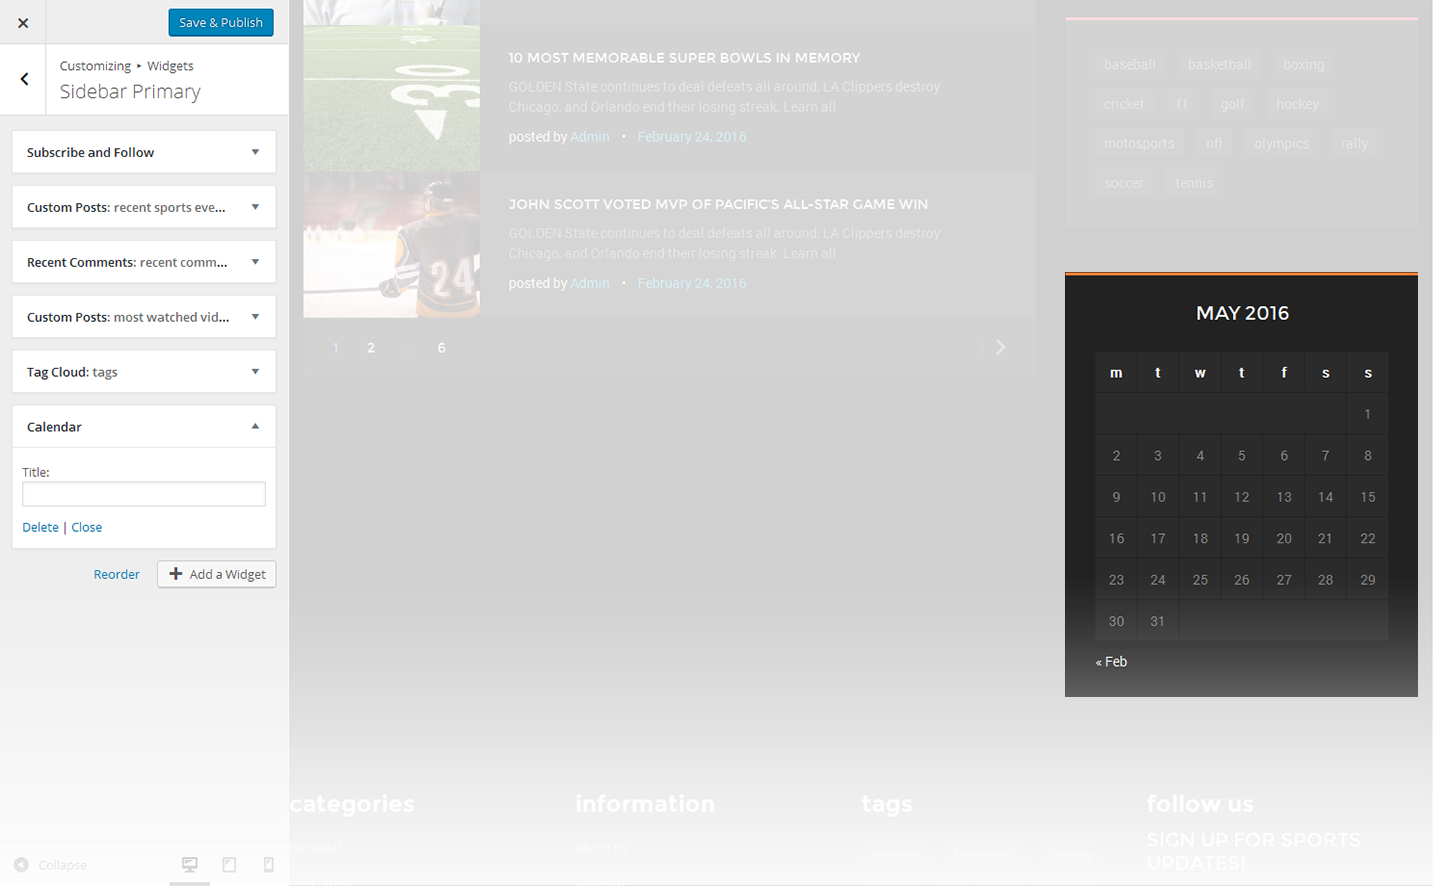 Save & Publish
Customizing ▸ Widgets
Sidebar Primary
Subscribe and Follow
Custom Posts: recent sports eve...
Recent Comments: recent comm...
Custom Posts: most watched vid...
Tag Cloud: tags
Calendar
Title:
Delete | Close
Reorder
Add a Widget
Collapse
30
10 MOST MEMORABLE SUPER BOWLS IN MEMORY
GOLDEN State continues to deal defeats all around, LA Clippers destroy
Chicago, and Orlando end their losing streak. Learn all
posted by Admin • February 24, 2016
24
JOHN SCOTT VOTED MVP OF PACIFIC'S ALL-STAR GAME WIN
GOLDEN State continues to deal defeats all around, LA Clippers destroy
Chicago, and Orlando end their losing streak. Learn all
posted by Admin • February 24, 2016
1 2 … 6
baseball basketball boxing
cricket f1 golf hockey
motosports nfl olympics rally
soccer tennis
MAY 2016
m t w t f s s
1
2 3 4 5 6 7 8
9 10 11 12 13 14 15
16 17 18 19 20 21 22
23 24 25 26 27 28 29
30 31
« Feb
categories
baseball
information
about us
tags
follow us
SIGN UP FOR SPORTS
UPDATES!